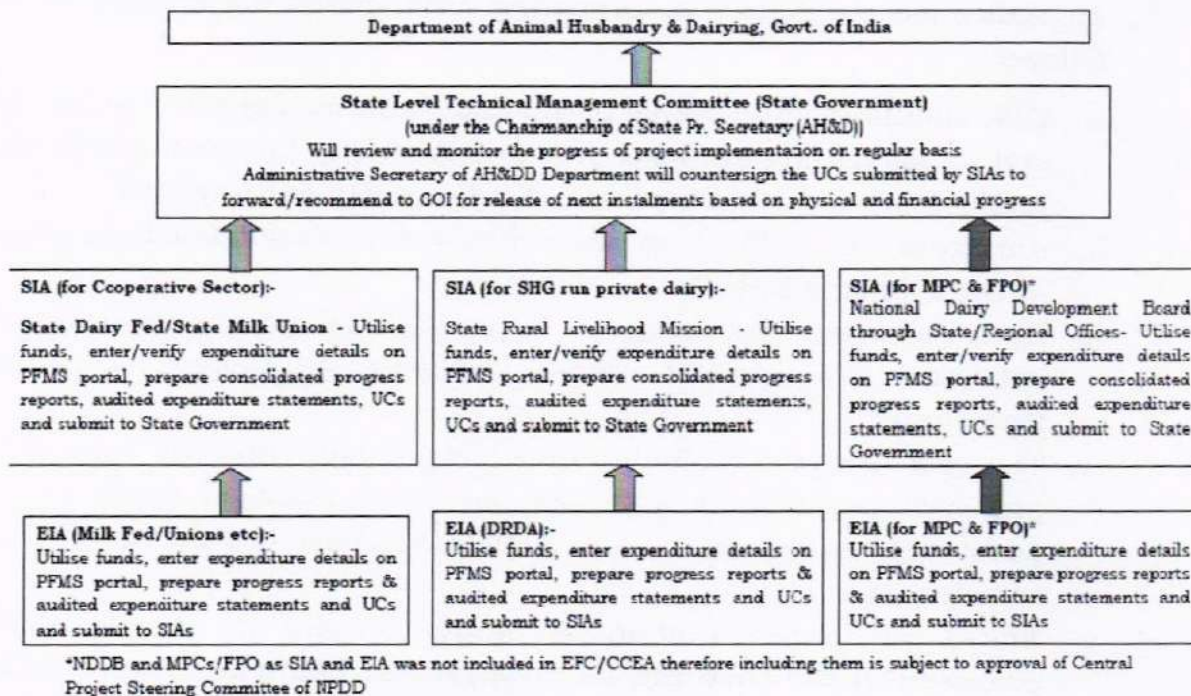 Department of Animal Husbandry & Dairying, Govt. of India
State Level Technical Management Committee (State Government)
(under the Chairmanship of State Pr. Secretary (AH&D))
Will review and monitor the progress of project implementation on regular basis
Administrative Secretary of AH&DD Department will countersign the UCs submitted by SIAs to
forward/recommend to GOI for release of next instalments based on physical and financial progress
SIA (for Cooperative Sector):-
State Dairy Fed/State Milk Union - Utilise
funds, enter/verify expenditure details on
PFMS portal, prepare consolidated progress
reports, audited expenditure statements, UCs
and submit to State Government
SIA (for SHG run private dairy):-
State Rural Livelihood Mission - Utilise
funds, enter/verify expenditure details on
PFMS portal, prepare consolidated progress
reports, audited expenditure statements,
UCs and submit to State Government
SIA (for MPC & FPO)*
National Dairy Development Board
through State/Regional Offices- Utilise
funds, enter/verify expenditure details
on PFMS portal, prepare consolidated
progress reports, audited expenditure
statements, UCs and submit to State
Government
EIA (Milk Fed/Unions etc):-
Utilise funds, enter expenditure details on
PFMS portal, prepare progress reports &
audited expenditure statements and UCs
and submit to SIAs
EIA (DRDA):-
Utilise funds, enter expenditure details on
PFMS portal, prepare progress reports &
audited expenditure statements and UCs
and submit to SIAs
EIA (for MPC & FPO)*
Utilise funds, enter expenditure details
on PFMS portal, prepare progress reports
& audited expenditure statements and
UCs and submit to SIAs
*NDDB and MPCs/FPO as SIA and EIA was not included in EFC/CCEA therefore including them is subject to approval of Central
Project Steering Committee of NPDD